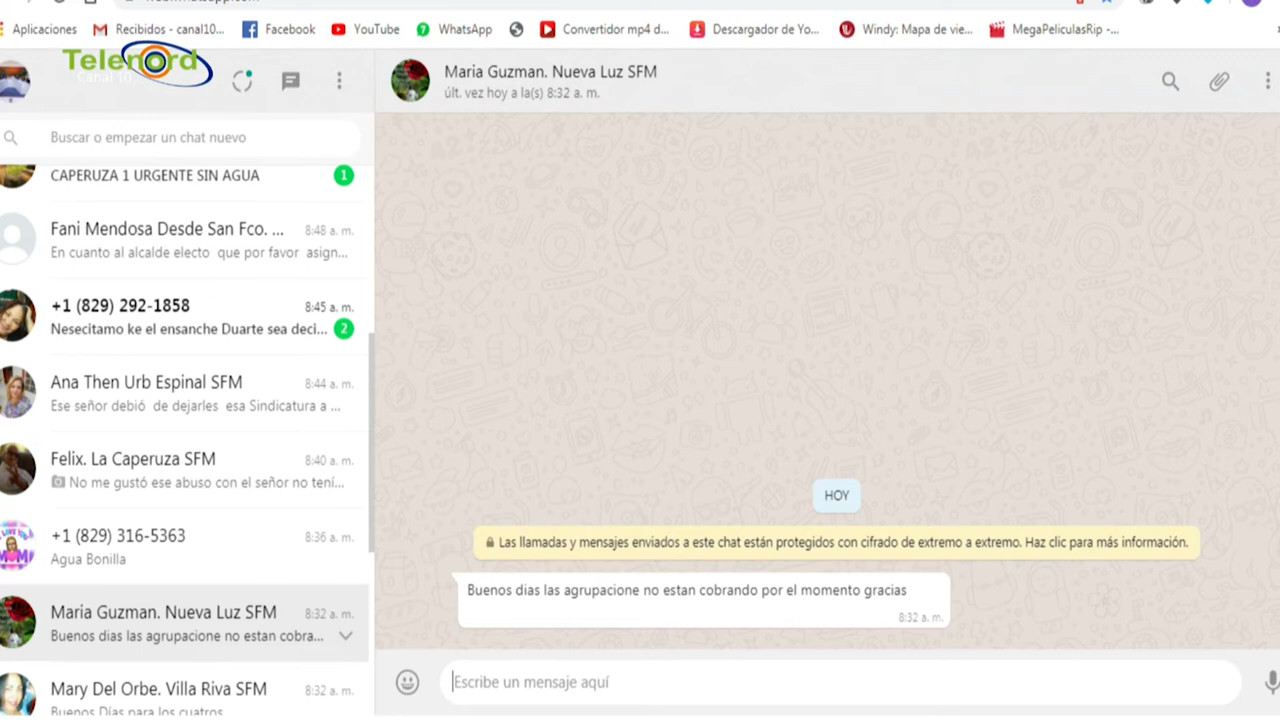 Aplicaciones
Recibidos - canal10...
Facebook
YouTube
WhatsApp
Convertidor mp4 d...
Descargador de Yo...
Windy: Mapa de vie...
MegaPeliculasRip -...
Telenord
Canal 10
Maria Guzman. Nueva Luz SFM
últ. vez hoy a la(s) 8:32 a. m.
Buscar o empezar un chat nuevo
CAPERUZA 1 URGENTE SIN AGUA 1
Fani Mendosa Desde San Fco. ... 8:48 a. m.
En cuanto al alcalde electo que por favor asign...
+1 (829) 292-1858 8:45 a. m.
Nesecitamo ke el ensanche Duarte sea deci... 2
Ana Then Urb Espinal SFM 8:44 a. m.
Ese señor debió de dejarles esa Sindicatura a ...
Felix. La Caperuza SFM 8:40 a. m.
No me gustó ese abuso con el señor no tení...
+1 (829) 316-5363 8:36 a. m.
Agua Bonilla
Maria Guzman. Nueva Luz SFM 8:32 a. m.
Buenos dias las agrupacione no estan cobra...
Mary Del Orbe. Villa Riva SFM 8:32 a. m.
Buenos Días para los cuatros
HOY
Las llamadas y mensajes enviados a este chat están protegidos con cifrado de extremo a extremo. Haz clic para más información.
Buenos dias las agrupacione no estan cobrando por el momento gracias
8:32 a. m.
Escribe un mensaje aquí